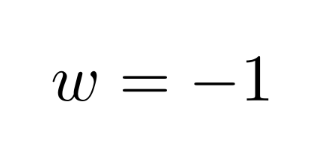 w = −1